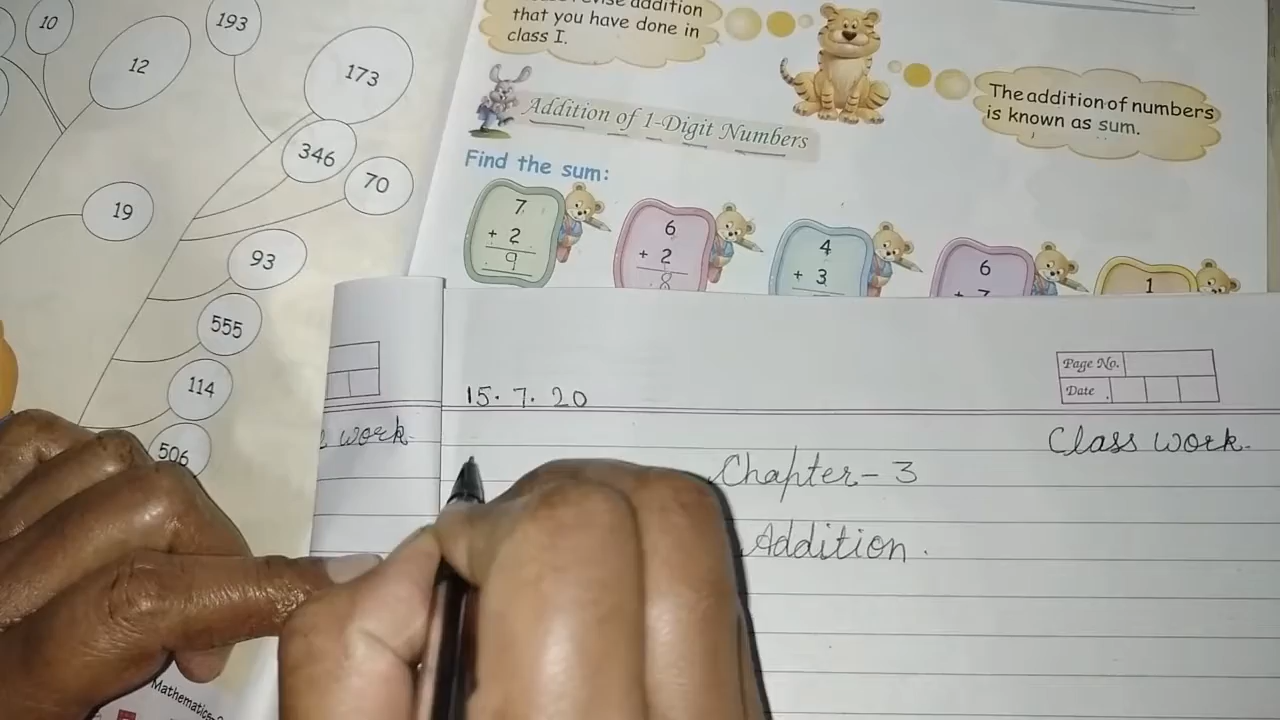 10
193
12
173
346
70
19
93
555
114
506
Mathematics-
addition
that you have done in
class I.
The addition of numbers
is known as sum.
Addition of 1-Digit Numbers
Find the sum:
7
+ 2
9
6
+ 2
8
4
+ 3
6
+ 7
1
Page No.
Date
15.7.20
work.
Class work.
Chapter-3
Addition.